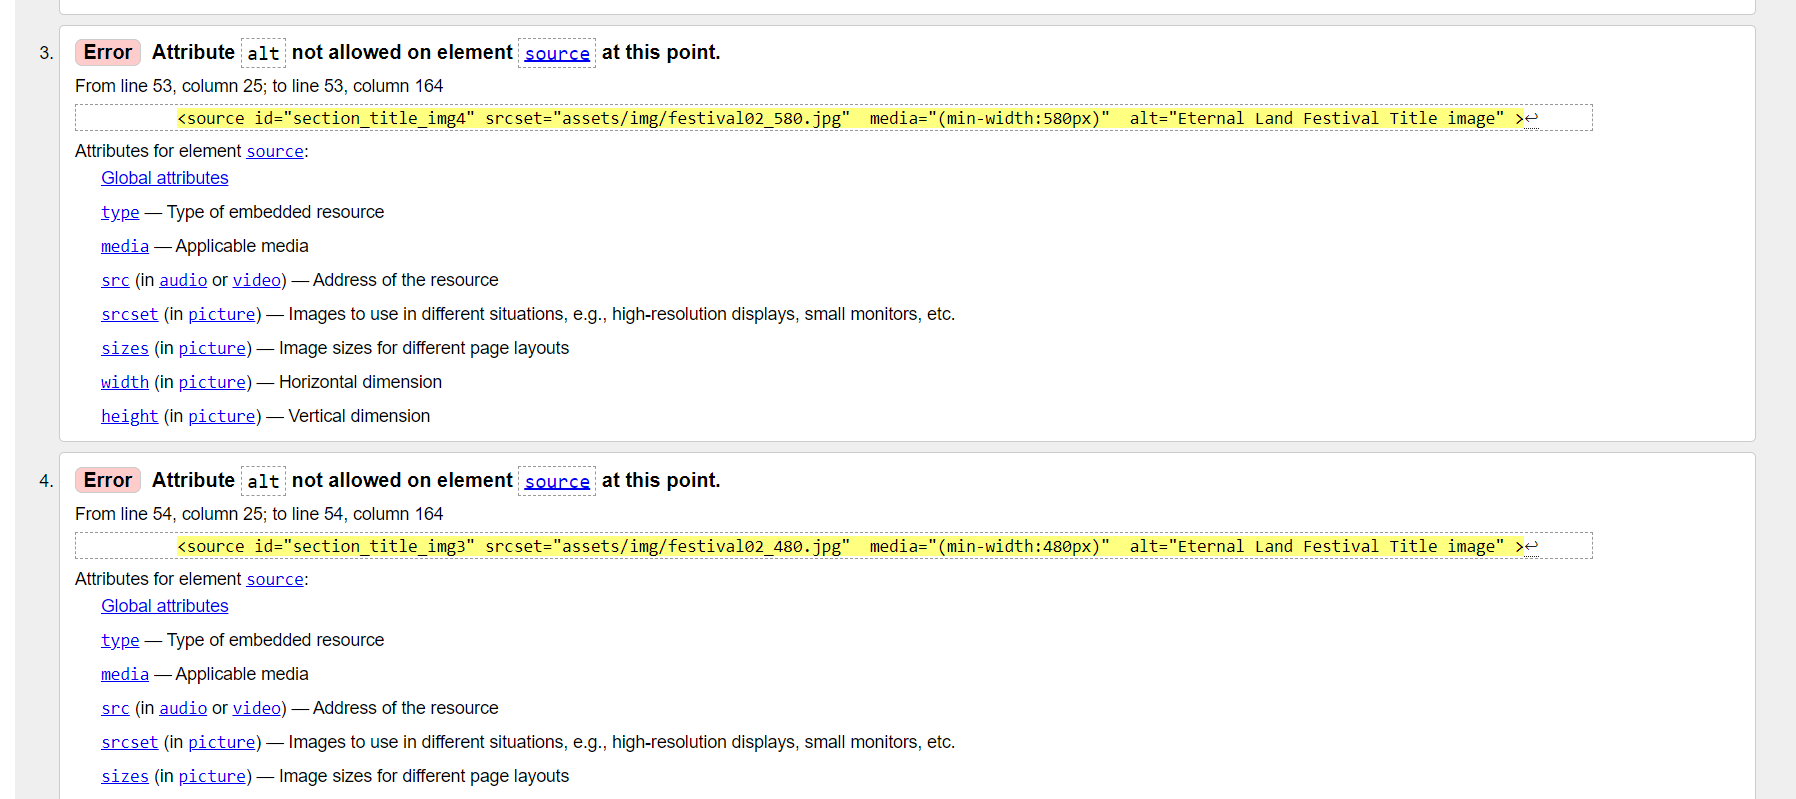 3. Error Attribute alt not allowed on element source at this point.
From line 53, column 25; to line 53, column 164
<source id="section_title_img4" srcset="assets/img/festival02_580.jpg"  media="(min-width:580px)"  alt="Eternal Land Festival Title image" >↩
Attributes for element source:
Global attributes
type — Type of embedded resource
media — Applicable media
src (in audio or video) — Address of the resource
srcset (in picture) — Images to use in different situations, e.g., high-resolution displays, small monitors, etc.
sizes (in picture) — Image sizes for different page layouts
width (in picture) — Horizontal dimension
height (in picture) — Vertical dimension
4. Error Attribute alt not allowed on element source at this point.
From line 54, column 25; to line 54, column 164
<source id="section_title_img3" srcset="assets/img/festival02_480.jpg"  media="(min-width:480px)"  alt="Eternal Land Festival Title image" >↩
Attributes for element source:
Global attributes
type — Type of embedded resource
media — Applicable media
src (in audio or video) — Address of the resource
srcset (in picture) — Images to use in different situations, e.g., high-resolution displays, small monitors, etc.
sizes (in picture) — Image sizes for different page layouts